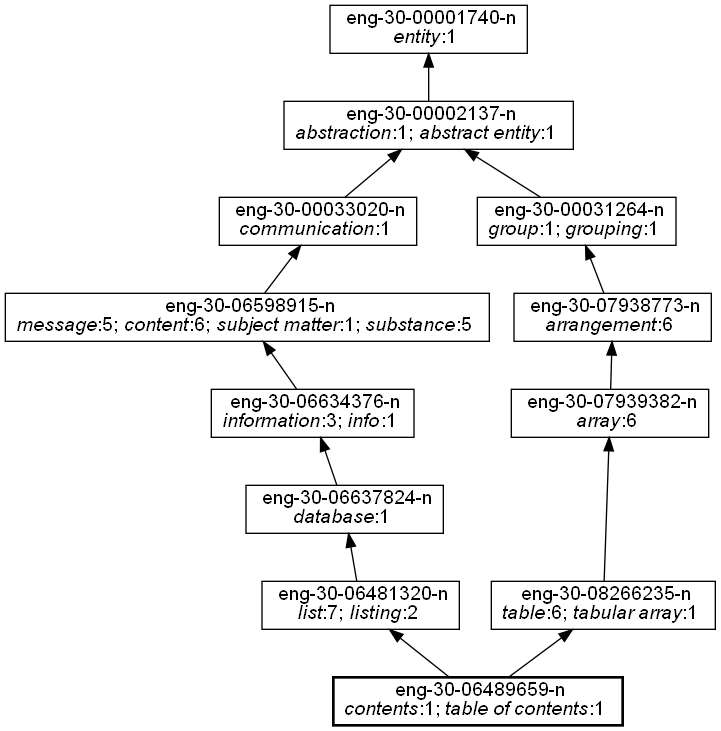 eng-30-00001740-n
entity:1
eng-30-00002137-n
abstraction:1; abstract entity:1
eng-30-00033020-n
communication:1
eng-30-00031264-n
group:1; grouping:1
eng-30-06598915-n
message:5; content:6; subject matter:1; substance:5
eng-30-07938773-n
arrangement:6
eng-30-06634376-n
information:3; info:1
eng-30-07939382-n
array:6
eng-30-06637824-n
database:1
eng-30-06481320-n
list:7; listing:2
eng-30-08266235-n
table:6; tabular array:1
eng-30-06489659-n
contents:1; table of contents:1